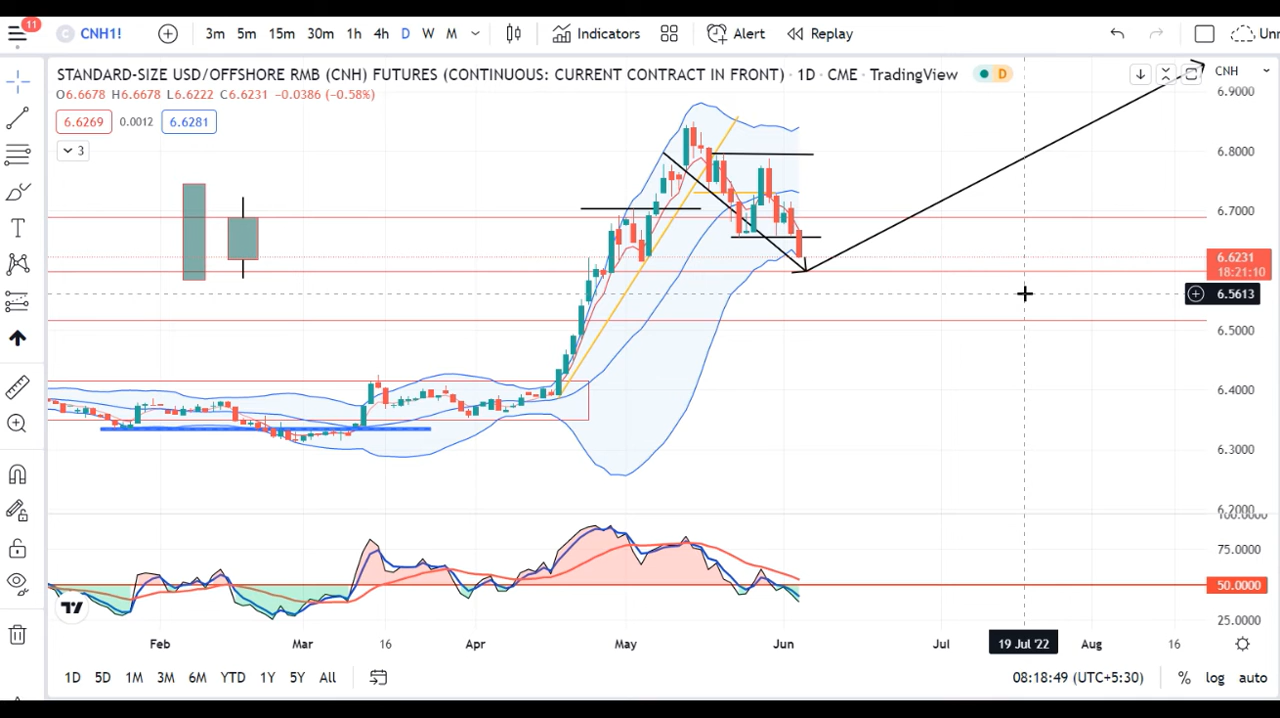 11
C CNH1! 3m 5m 15m 30m 1h 4h D W M Indicators Alert Replay Unn
STANDARD-SIZE USD/OFFSHORE RMB (CNH) FUTURES (CONTINUOUS: CURRENT CONTRACT IN FRONT) · 1D · CME · TradingView D
CNH
O6.6678 H6.6678 L6.6222 C6.6231 -0.0386 (-0.58%)
6.6269 0.0012 6.6281
3
6.9000
6.8000
6.7000
6.6231
18:21:10
6.5613
6.5000
6.4000
6.3000
6.2000
100.0000
75.0000
50.0000
25.0000
Feb Mar 16 Apr May Jun Jul 19 Jul '22 Aug 16
1D 5D 1M 3M 6M YTD 1Y 5Y All 08:18:49 (UTC+5:30) % log auto